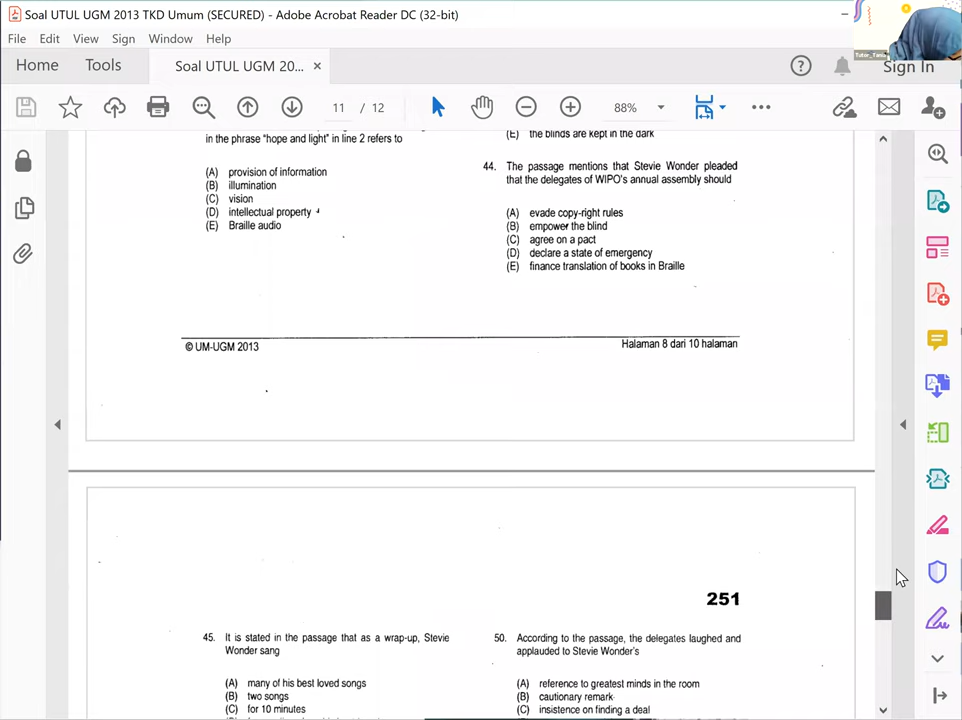 Soal UTUL UGM 2013 TKD Umum (SECURED) - Adobe Acrobat Reader DC (32-bit)
File Edit View Sign Window Help
Home Tools Soal UTUL UGM 20... × Sign In
11 / 12 88%
in the phrase “hope and light” in line 2 refers to
(A) provision of information
(B) illumination
(C) vision
(D) intellectual property
(E) Braille audio
(E) the blinds are kept in the dark
44. The passage mentions that Stevie Wonder pleaded
that the delegates of WIPO's annual assembly should
(A) evade copy-right rules
(B) empower the blind
(C) agree on a pact
(D) declare a state of emergency
(E) finance translation of books in Braille
© UM-UGM 2013
Halaman 8 dari 10 halaman
251
45. It is stated in the passage that as a wrap-up, Stevie
Wonder sang
(A) many of his best loved songs
(B) two songs
(C) for 10 minutes
50. According to the passage, the delegates laughed and
applauded to Stevie Wonder's
(A) reference to greatest minds in the room
(B) cautionary remark
(C) insistence on finding a deal